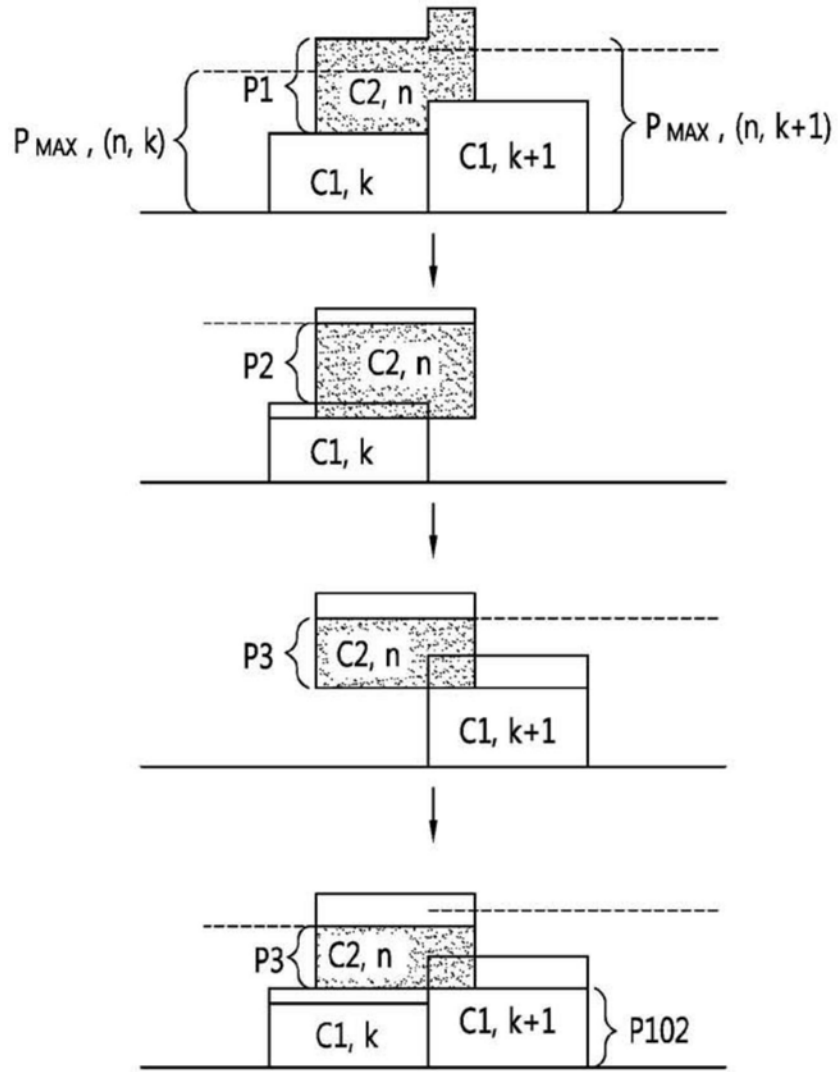 P1
C2, n
P MAX , (n, k)
P MAX , (n, k+1)
C1, k
C1, k+1
P2
C2, n
C1, k
P3
C2, n
C1, k+1
P3
C2, n
C1, k
C1, k+1
P102